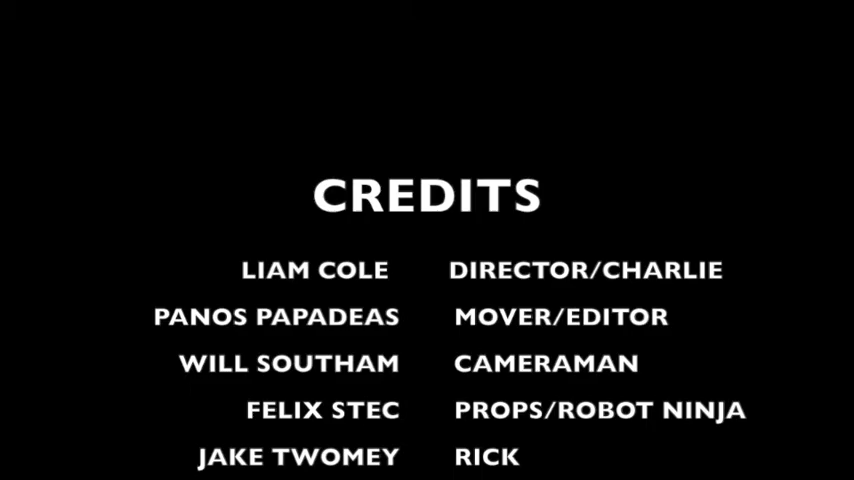 CREDITS
LIAM COLE DIRECTOR/CHARLIE
PANOS PAPADEAS MOVER/EDITOR
WILL SOUTHAM CAMERAMAN
FELIX STEC PROPS/ROBOT NINJA
JAKE TWOMEY RICK